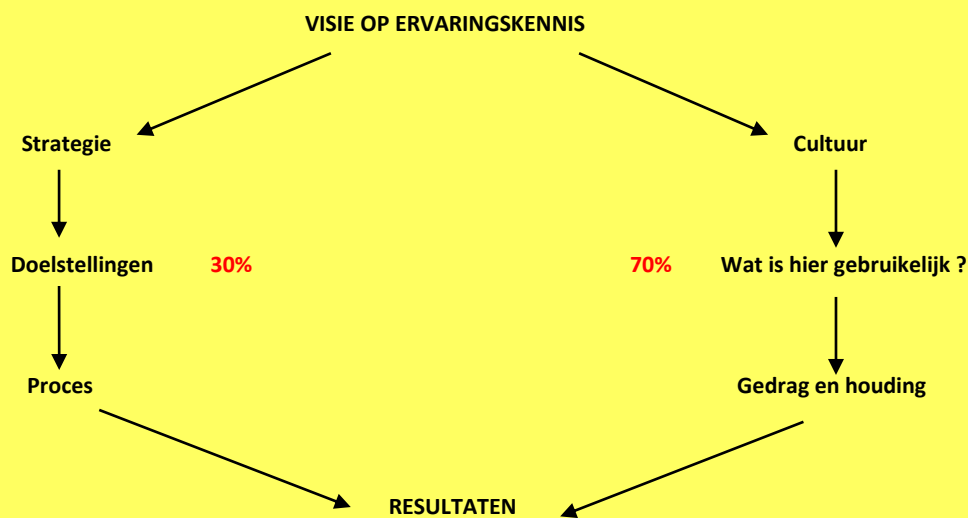 VISIE OP ERVARINGSKENNIS
Strategie
Cultuur
Doelstellingen 30%
70% Wat is hier gebruikelijk ?
Proces
Gedrag en houding
RESULTATEN